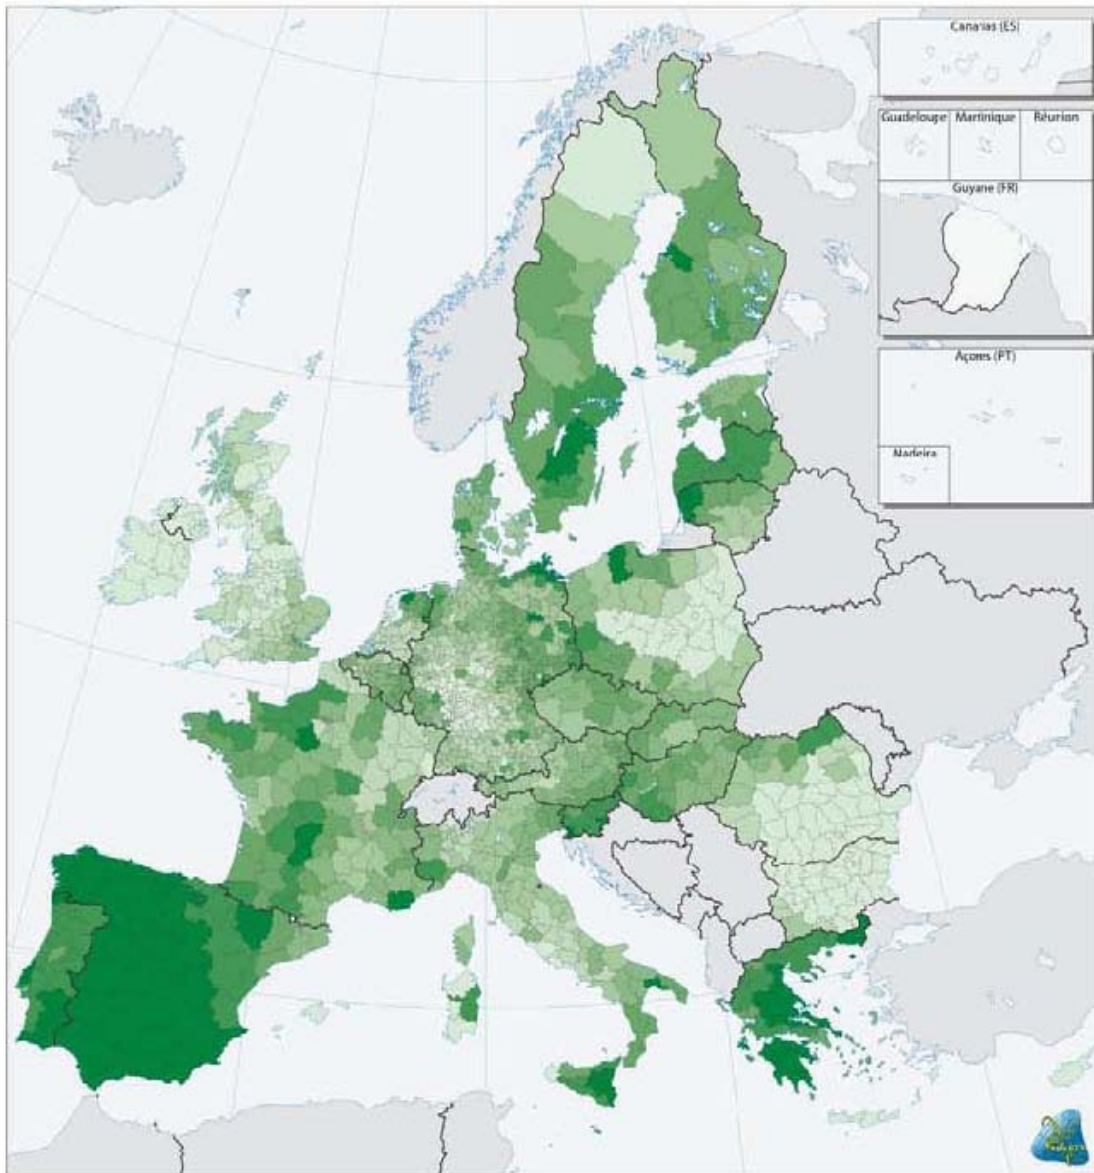 Canarias (ES)
Guadeloupe Martinique Réunion
Guyane (FR)
Açores (PT)
Madeira